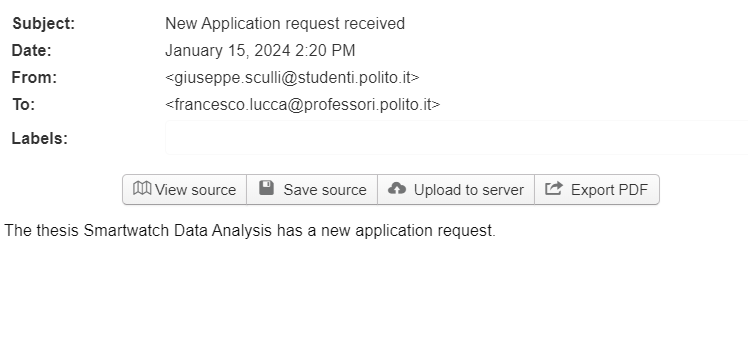 Subject: New Application request received
Date: January 15, 2024 2:20 PM
From: <giuseppe.sculli@studenti.polito.it>
To: <francesco.lucca@professori.polito.it>
Labels:
View source Save source Upload to server Export PDF
The thesis Smartwatch Data Analysis has a new application request.